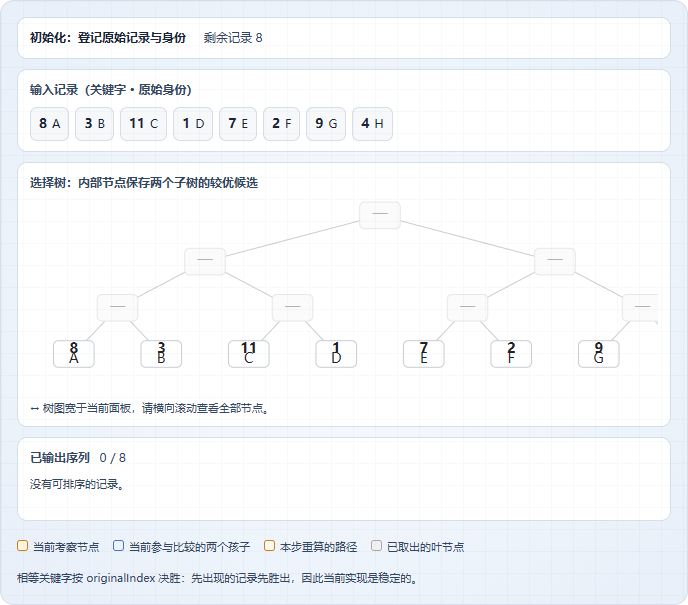 初始化：登记原始记录与身份 剩余记录 8
输入记录（关键字 • 原始身份）
8 A 3 B 11 C 1 D 7 E 2 F 9 G 4 H
选择树：内部节点保存两个子树的较优候选
—
— —
— — — —
8 3 11 1 7 2 9
A B C D E F G
↔ 树图宽于当前面板，请横向滚动查看全部节点。
已输出序列 0 / 8
没有可排序的记录。
当前考察节点 当前参与比较的两个孩子 本步重算的路径 已取出的叶节点
相等关键字按 originalIndex 决胜：先出现的记录先胜出，因此当前实现是稳定的。